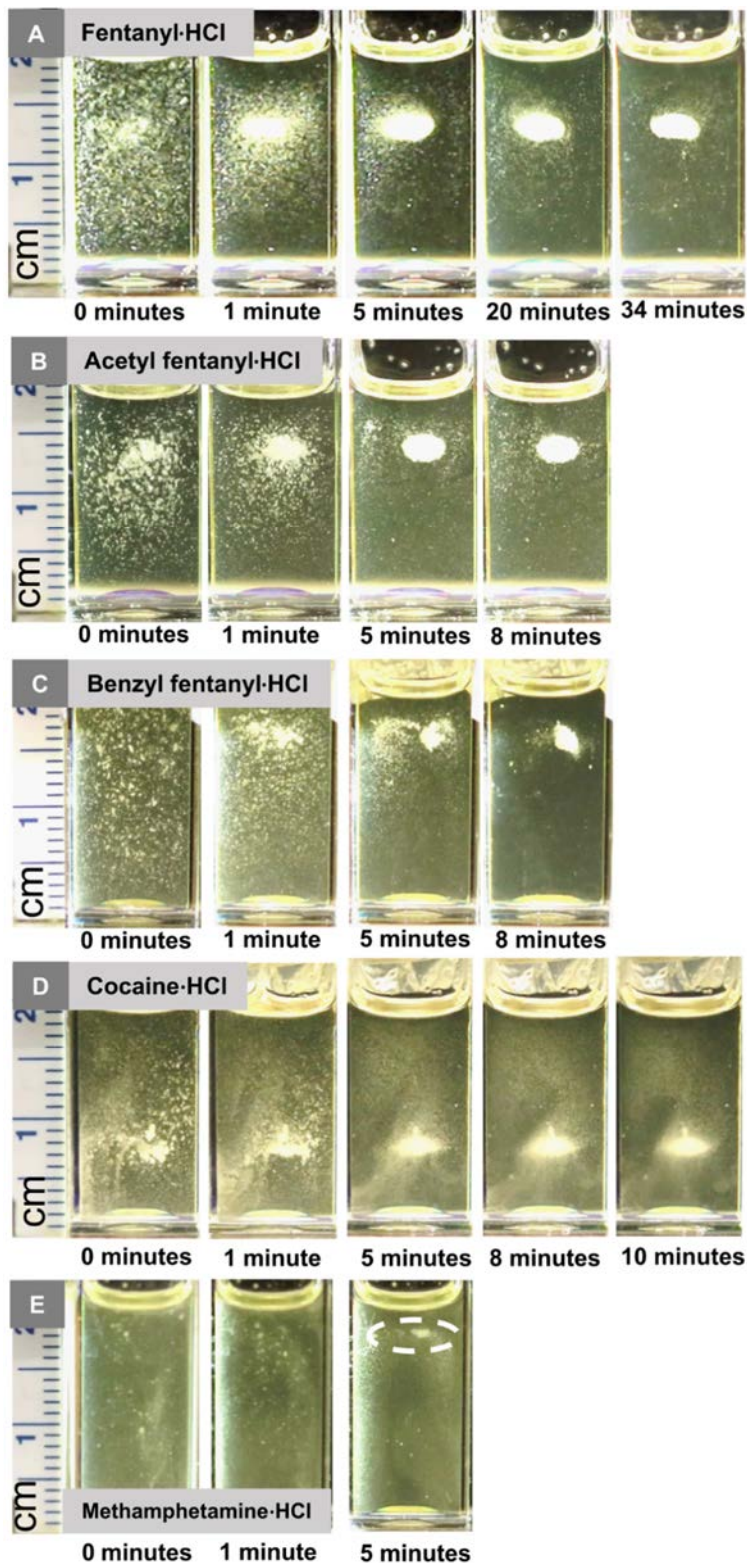 A Fentanyl·HCl
2
1
cm
0 minutes 1 minute 5 minutes 20 minutes 34 minutes
B Acetyl fentanyl·HCl
2
1
cm
0 minutes 1 minute 5 minutes 8 minutes
C Benzyl fentanyl·HCl
2
1
cm
0 minutes 1 minute 5 minutes 8 minutes
D Cocaine·HCl
2
1
cm
0 minutes 1 minute 5 minutes 8 minutes 10 minutes
E
2
1
cm
Methamphetamine·HCl
0 minutes 1 minute 5 minutes